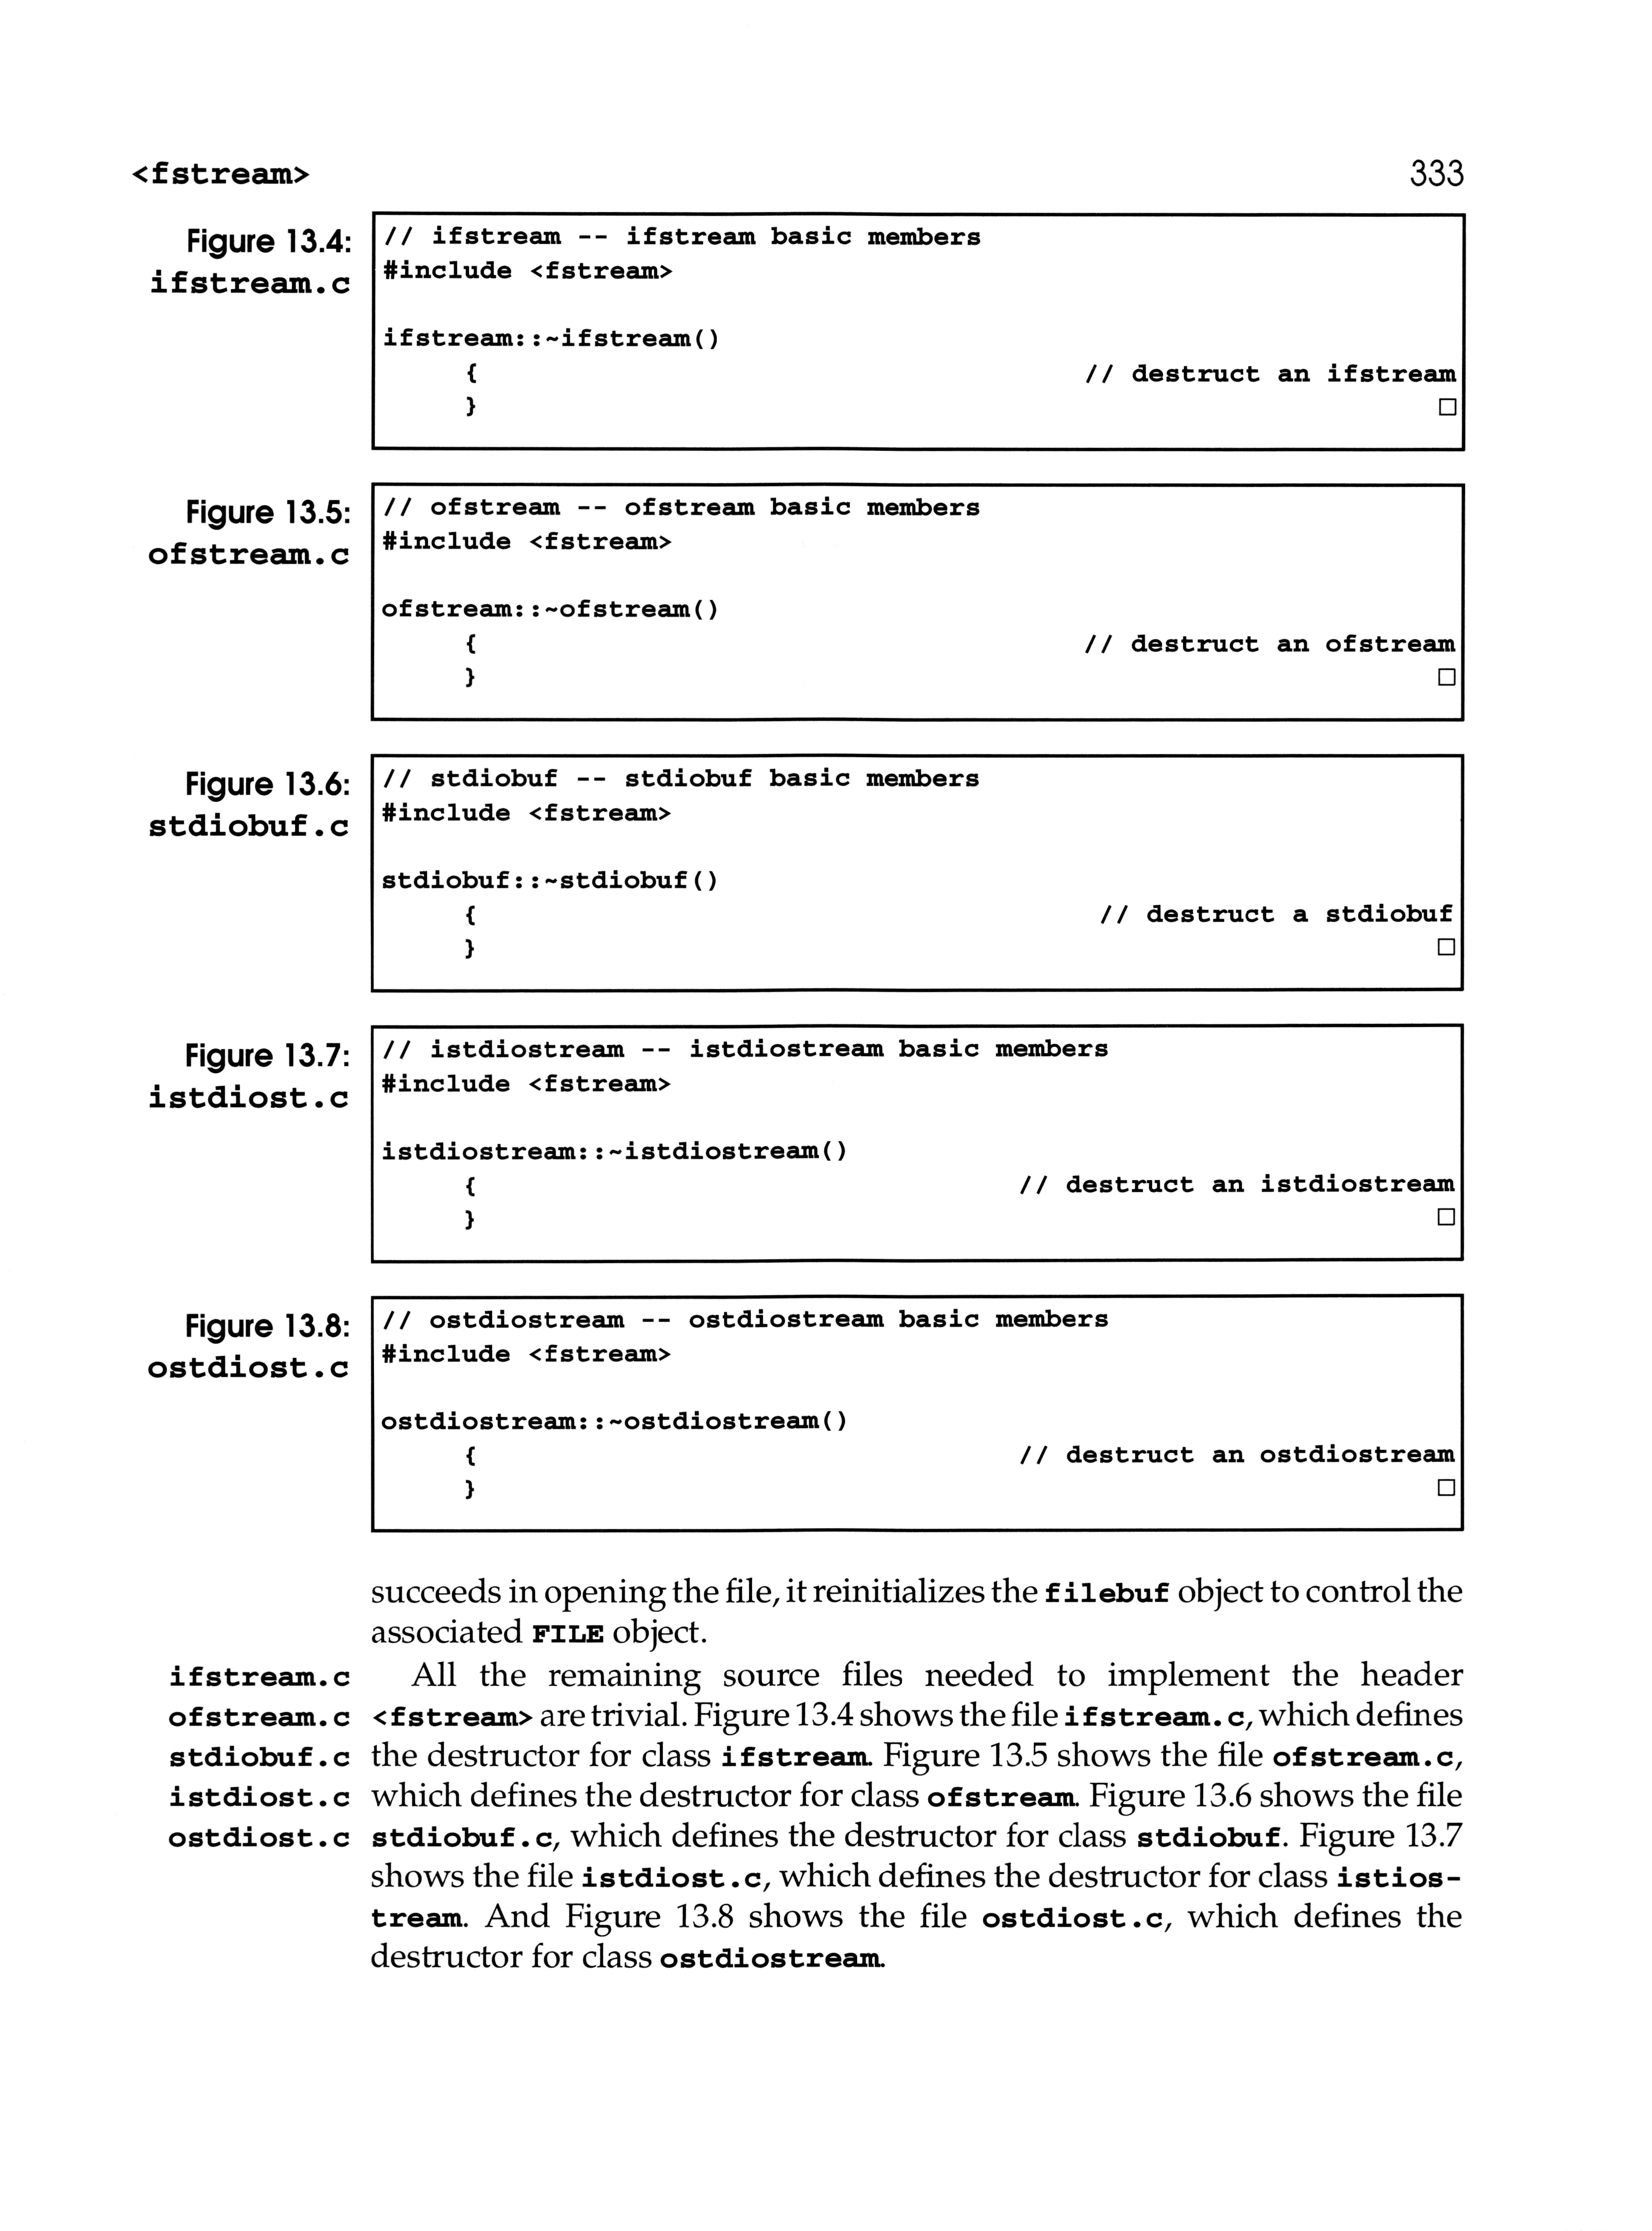 <fstream> 333
Figure 13.4:
ifstream.c
// ifstream -- ifstream basic members
#include <fstream>
ifstream::~ifstream()
{ // destruct an ifstream
} □
Figure 13.5:
ofstream.c
// ofstream -- ofstream basic members
#include <fstream>
ofstream::~ofstream()
{ // destruct an ofstream
} □
Figure 13.6:
stdiobuf.c
// stdiobuf -- stdiobuf basic members
#include <fstream>
stdiobuf::~stdiobuf()
{ // destruct a stdiobuf
} □
Figure 13.7:
istdiost.c
// istdiostream -- istdiostream basic members
#include <fstream>
istdiostream::~istdiostream()
{ // destruct an istdiostream
} □
Figure 13.8:
ostdiost.c
// ostdiostream -- ostdiostream basic members
#include <fstream>
ostdiostream::~ostdiostream()
{ // destruct an ostdiostream
} □
succeeds in opening the file, it reinitializes the filebuf object to control the
associated FILE object.
ifstream.c
ofstream.c
stdiobuf.c
istdiost.c
ostdiost.c
All the remaining source files needed to implement the header
<fstream> are trivial. Figure 13.4 shows the file ifstream.c, which defines
the destructor for class ifstream. Figure 13.5 shows the file ofstream.c,
which defines the destructor for class ofstream. Figure 13.6 shows the file
stdiobuf.c, which defines the destructor for class stdiobuf. Figure 13.7
shows the file istdiost.c, which defines the destructor for class istios-
tream. And Figure 13.8 shows the file ostdiost.c, which defines the
destructor for class ostdiostream.